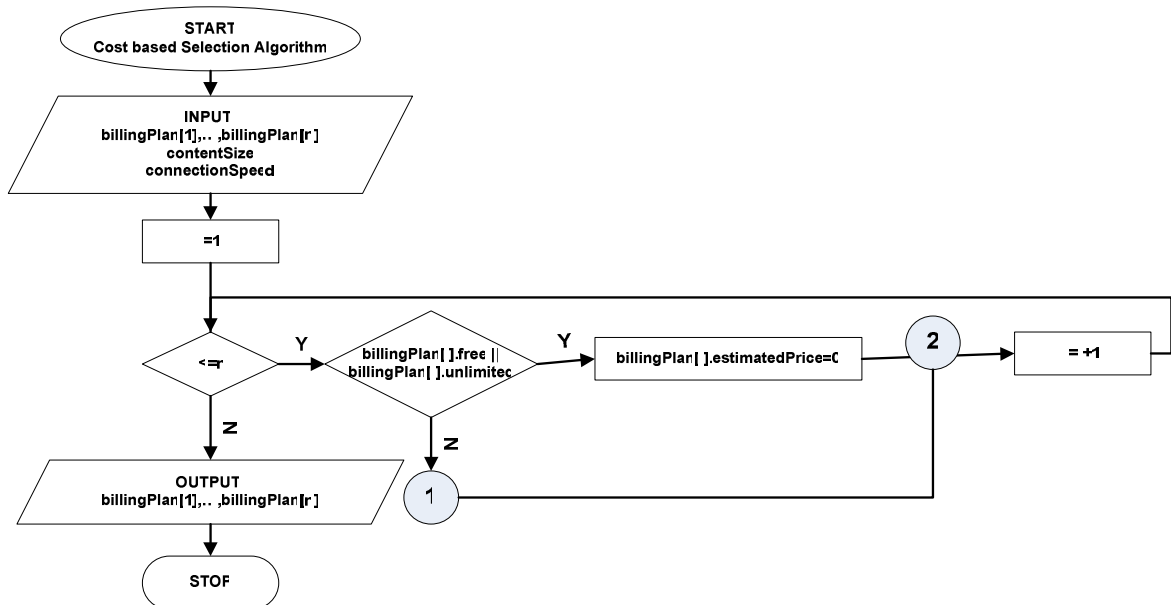 START
Cost based Selection Algorithm
INPUT
billingPlan[1],...,billingPlan[r]
contentSize
connectionSpeed
=1
<=r
Y
billingPlan[ ].free ||
billingPlan[ ].unlimited
Y
billingPlan[ ].estimatedPrice=0
2
= +1
N
N
OUTPUT
billingPlan[1],...,billingPlan[r]
1
STOP